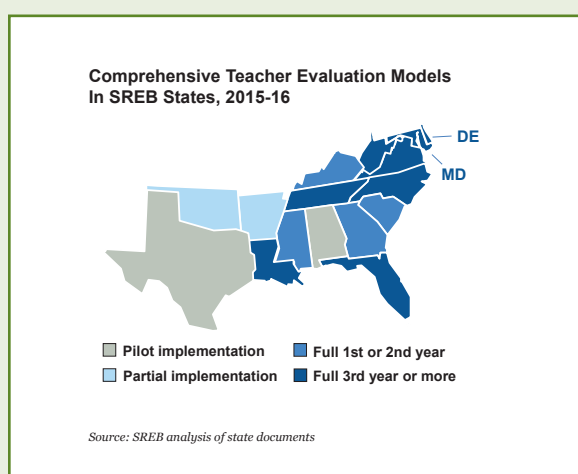 Comprehensive Teacher Evaluation Models
In SREB States, 2015-16
DE
MD
Pilot implementation
Full 1st or 2nd year
Partial implementation
Full 3rd year or more
Source: SREB analysis of state documents